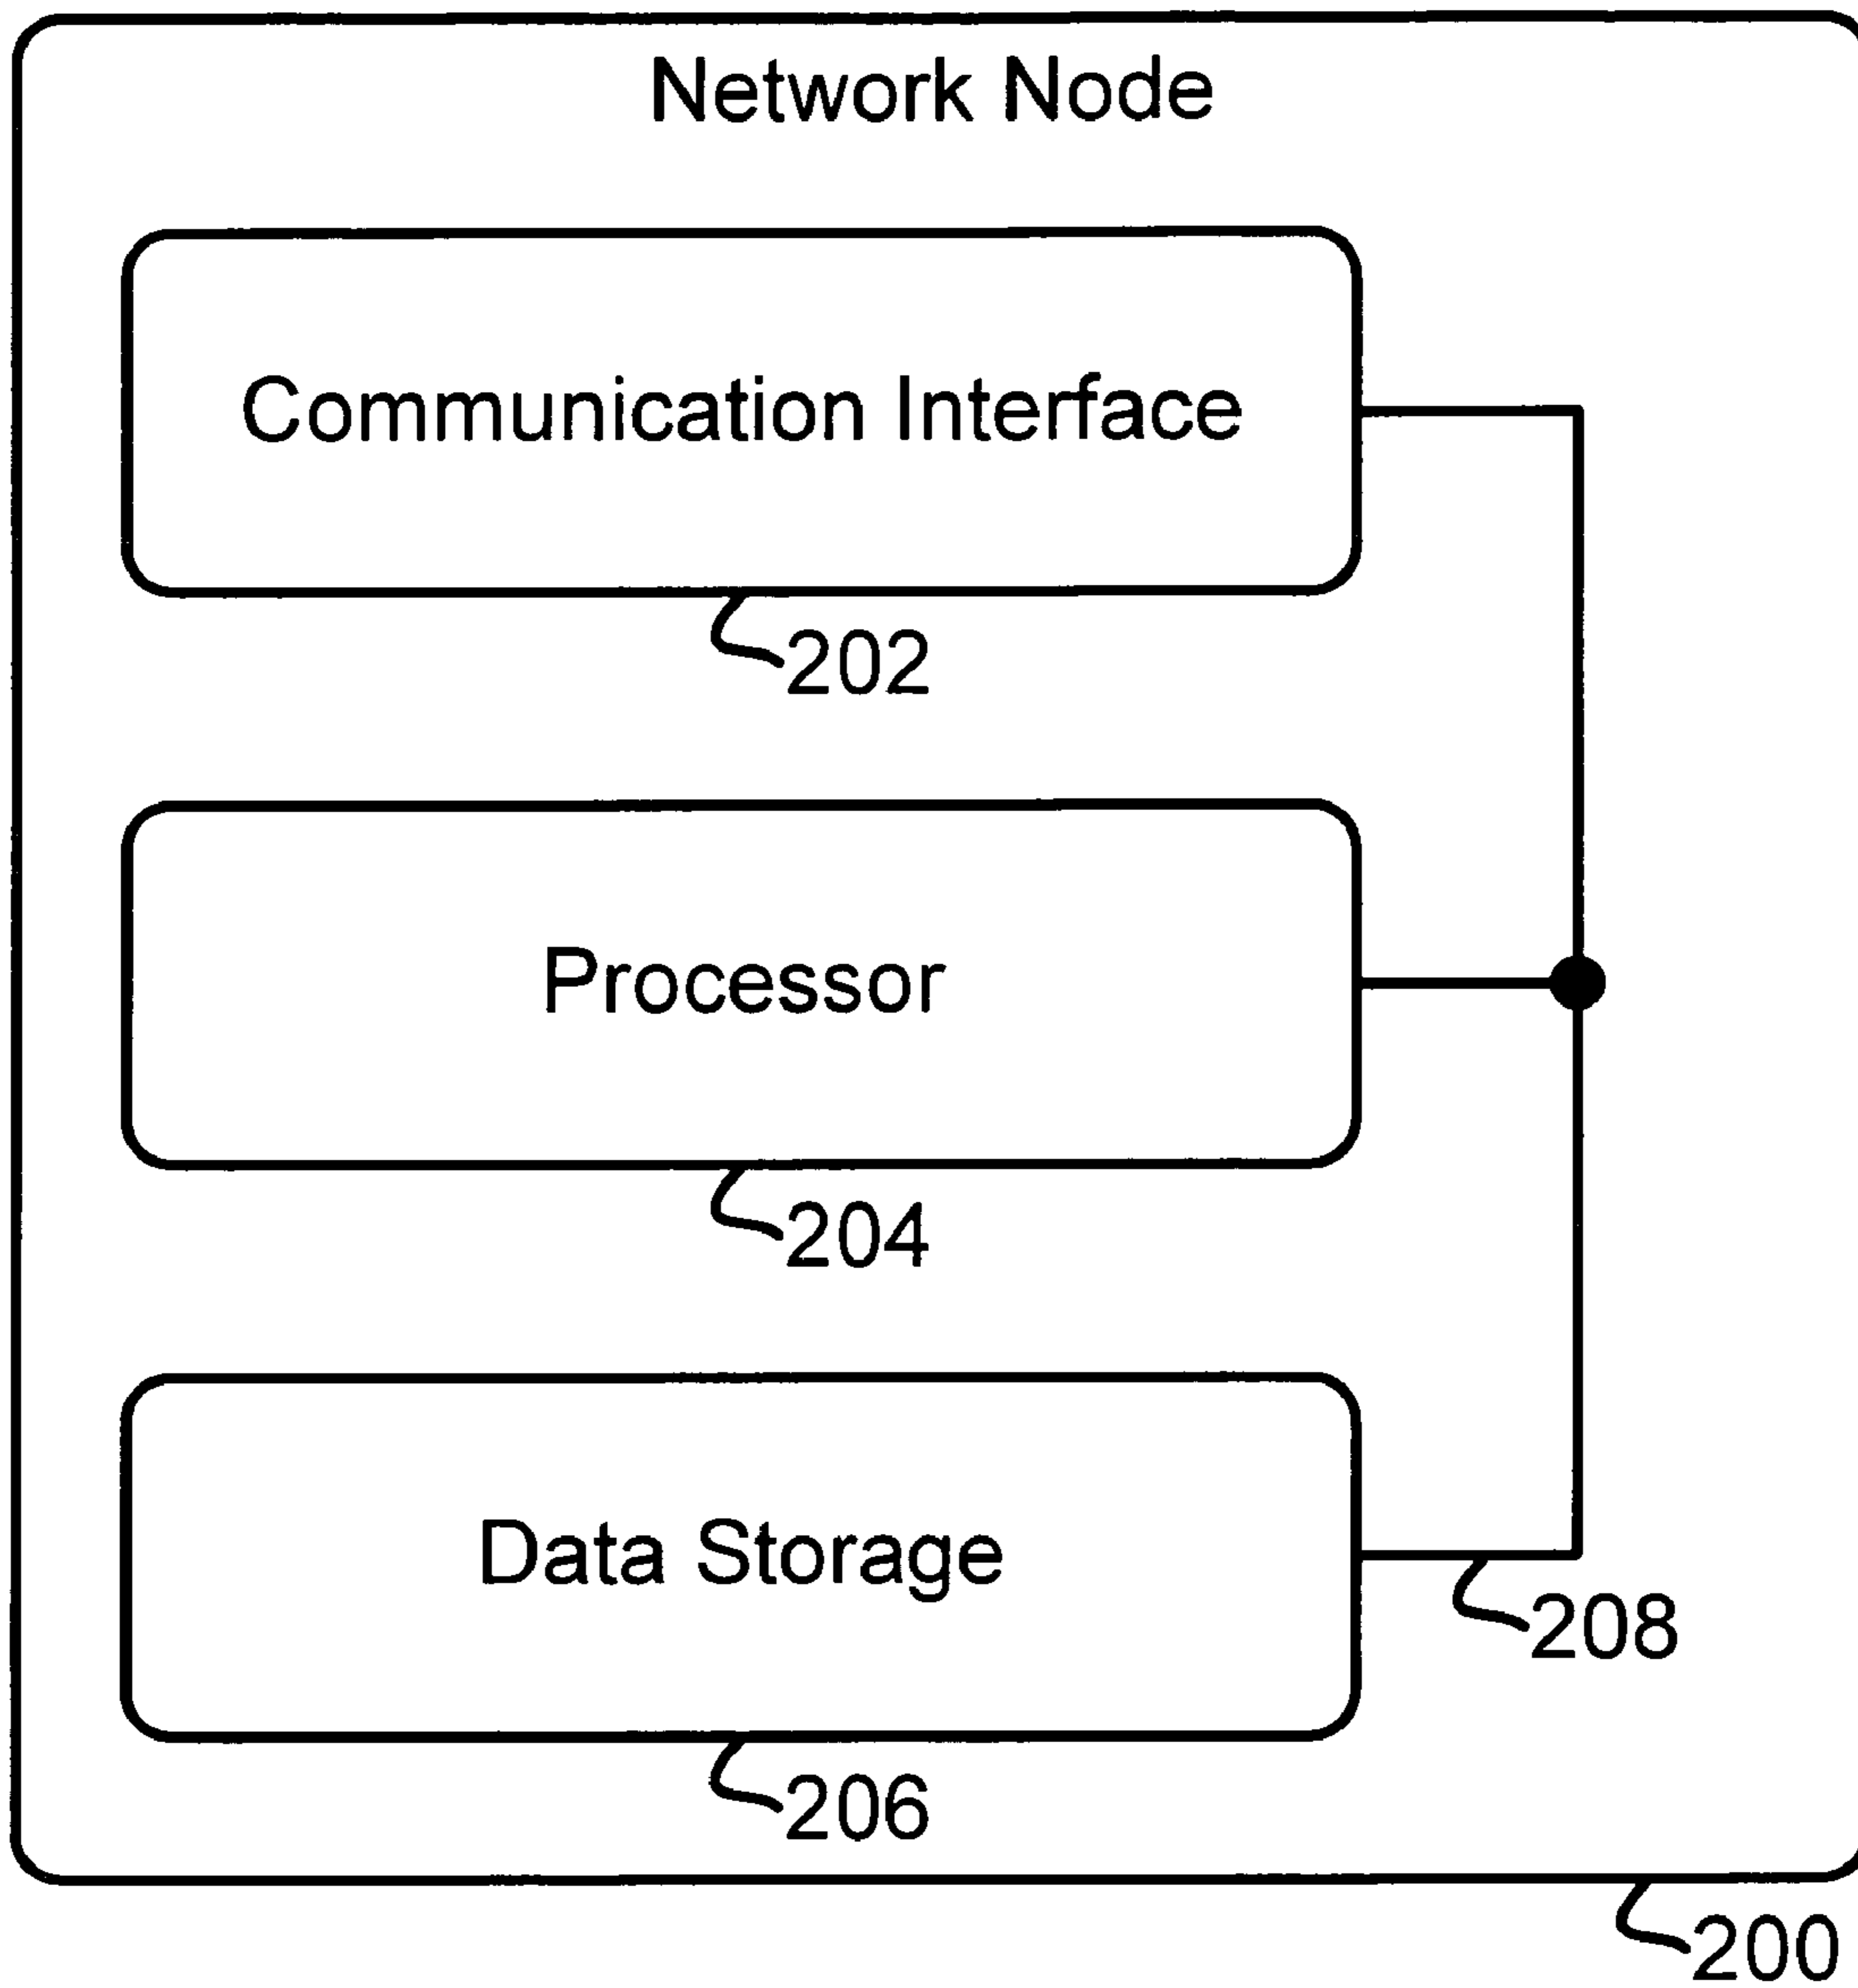 Network Node
Communication Interface
202
Processor
204
Data Storage
208
206
200